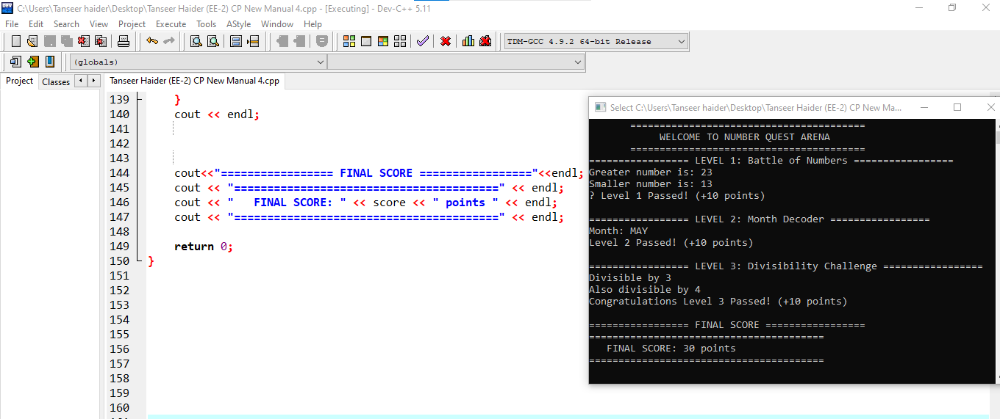 C:\Users\Tanseer haider\Desktop\Tanseer Haider (EE-2) CP New Manual 4.cpp - [Executing] - Dev-C++ 5.11
File Edit Search View Project Execute Tools AStyle Window Help
TDM-GCC 4.9.2 64-bit Release
(globals)
Project Classes
Tanseer Haider (EE-2) CP New Manual 4.cpp
139 }
140 cout << endl;
141
142
143
144 cout<<"================= FINAL SCORE ================="<<endl;
145 cout << "========================================" << endl;
146 cout << "   FINAL SCORE: " << score << " points " << endl;
147 cout << "========================================" << endl;
148
149 return 0;
150 }
151
152
153
154
155
156
157
158
159
160
Select C:\Users\Tanseer haider\Desktop\Tanseer Haider (EE-2) CP New Ma...
========================================
WELCOME TO NUMBER QUEST ARENA
========================================
================= LEVEL 1: Battle of Numbers =================
Greater number is: 23
Smaller number is: 13
? Level 1 Passed! (+10 points)
================= LEVEL 2: Month Decoder =================
Month: MAY
Level 2 Passed! (+10 points)
================= LEVEL 3: Divisibility Challenge =================
Divisible by 3
Also divisible by 4
Congratulations Level 3 Passed! (+10 points)
================= FINAL SCORE =================
========================================
FINAL SCORE: 30 points
========================================